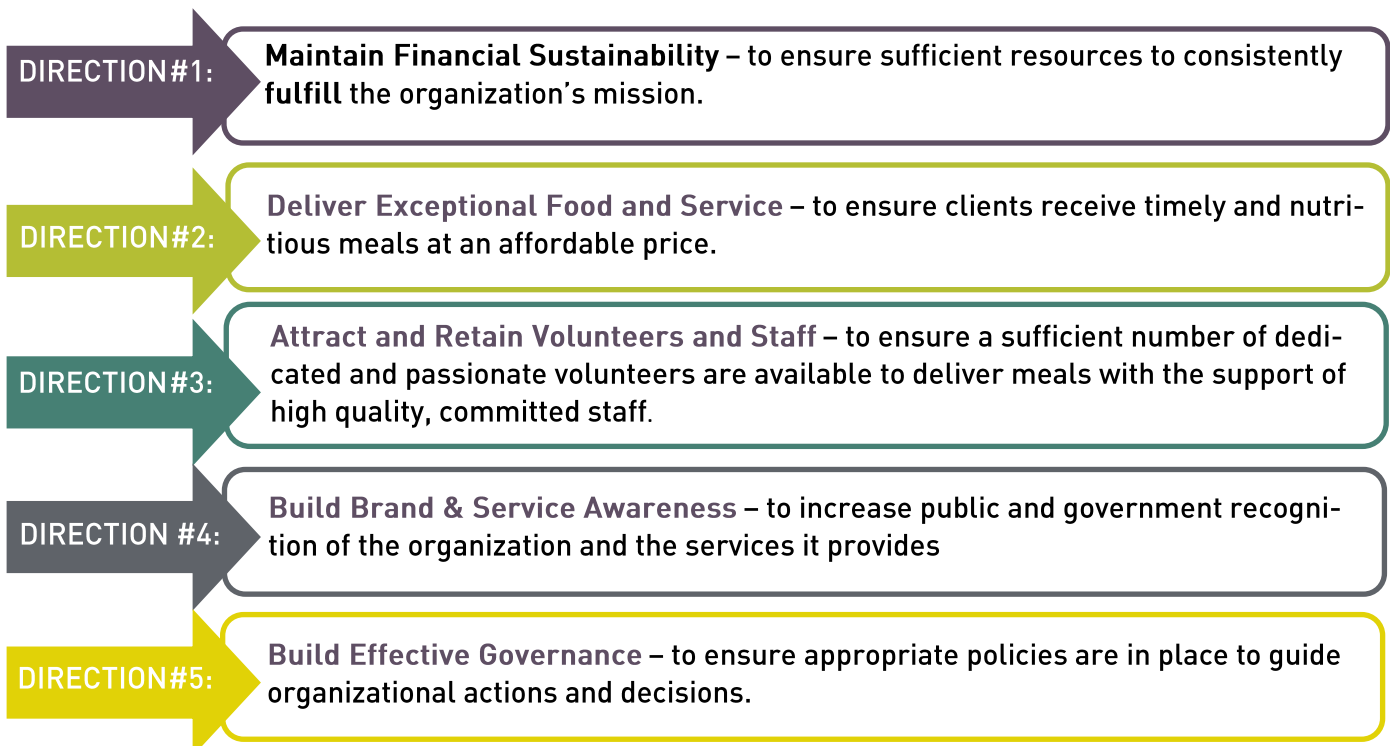 DIRECTION#1:
Maintain Financial Sustainability – to ensure sufficient resources to consistently
fulfill the organization’s mission.
DIRECTION#2:
Deliver Exceptional Food and Service – to ensure clients receive timely and nutri-
tious meals at an affordable price.
DIRECTION#3:
Attract and Retain Volunteers and Staff – to ensure a sufficient number of dedi-
cated and passionate volunteers are available to deliver meals with the support of
high quality, committed staff.
DIRECTION #4:
Build Brand & Service Awareness – to increase public and government recogni-
tion of the organization and the services it provides
DIRECTION#5:
Build Effective Governance – to ensure appropriate policies are in place to guide
organizational actions and decisions.